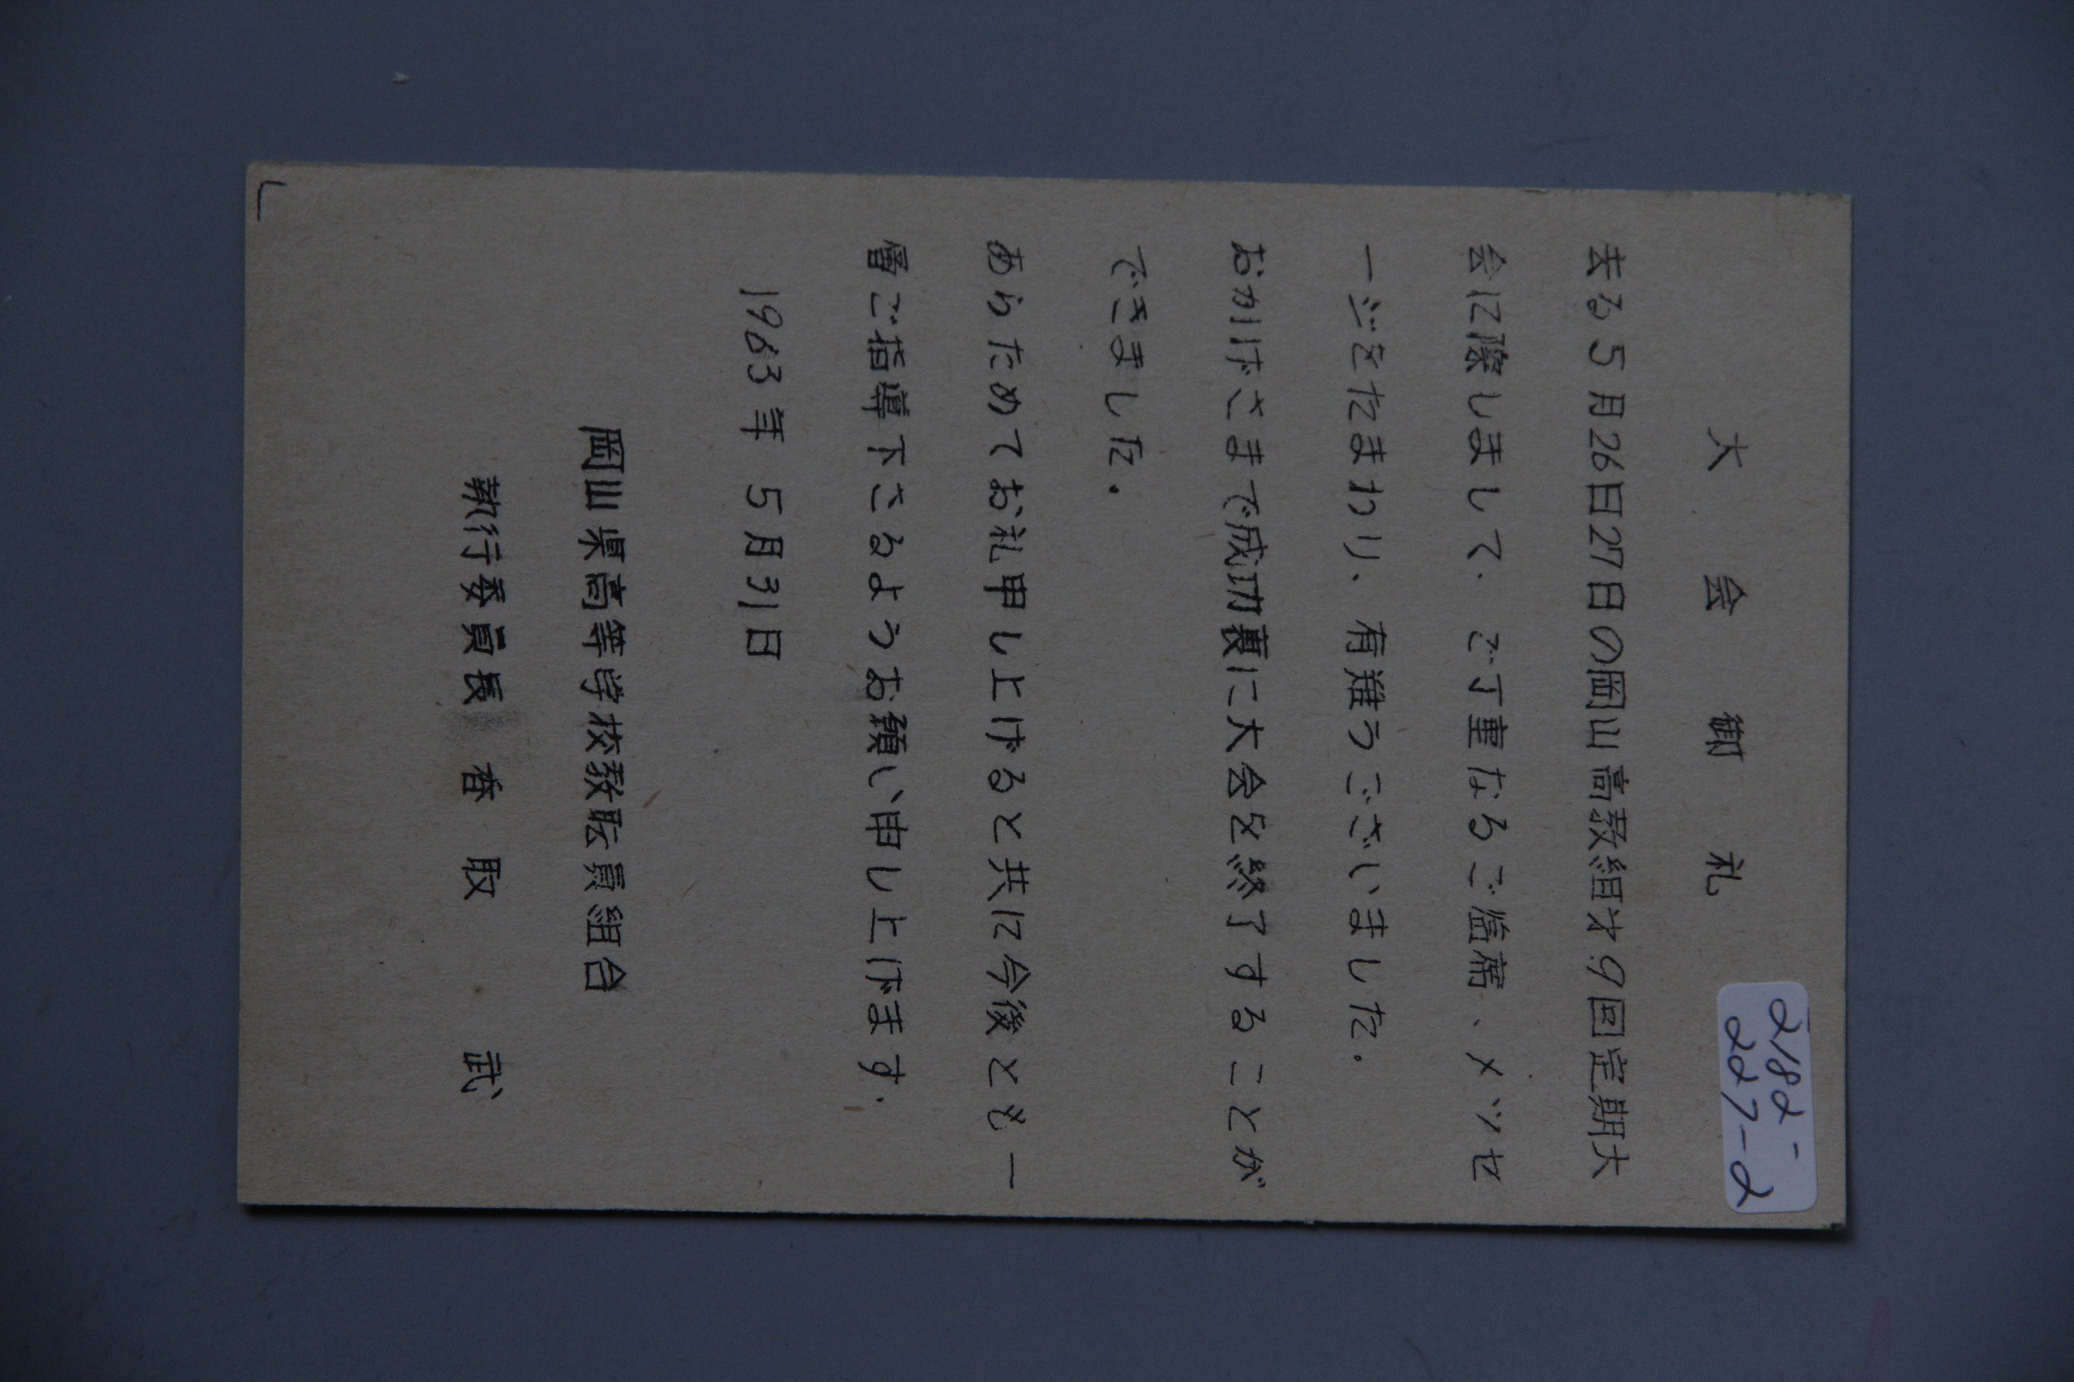 大会御礼
去る5月26日27日の岡山高教組才9回定期大
会に際しまして、ご丁重なるご臨席、メツセ
ージをたまわり、有難うございました。
おかげさまで成功裏に大会を終了することが
できました。
あらためてお礼申し上げると共に今後とも一
層ご指導下さるようお願い申し上げます。
1963年5月31日
岡山県高等学校教職員組合
執行委員長 香取 武
2182-
227-2